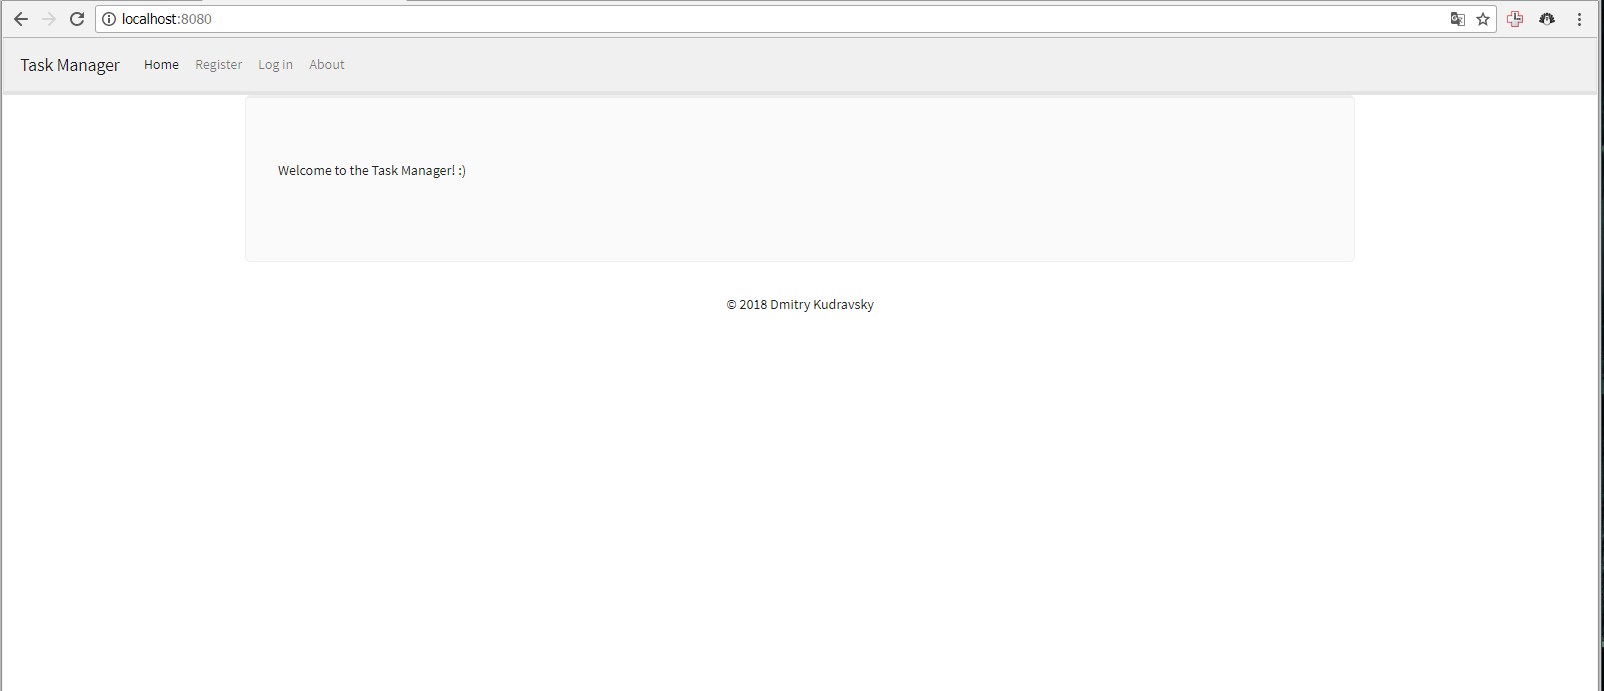 localhost:8080
Task Manager Home Register Log in About
Welcome to the Task Manager! :)
© 2018 Dmitry Kudravsky